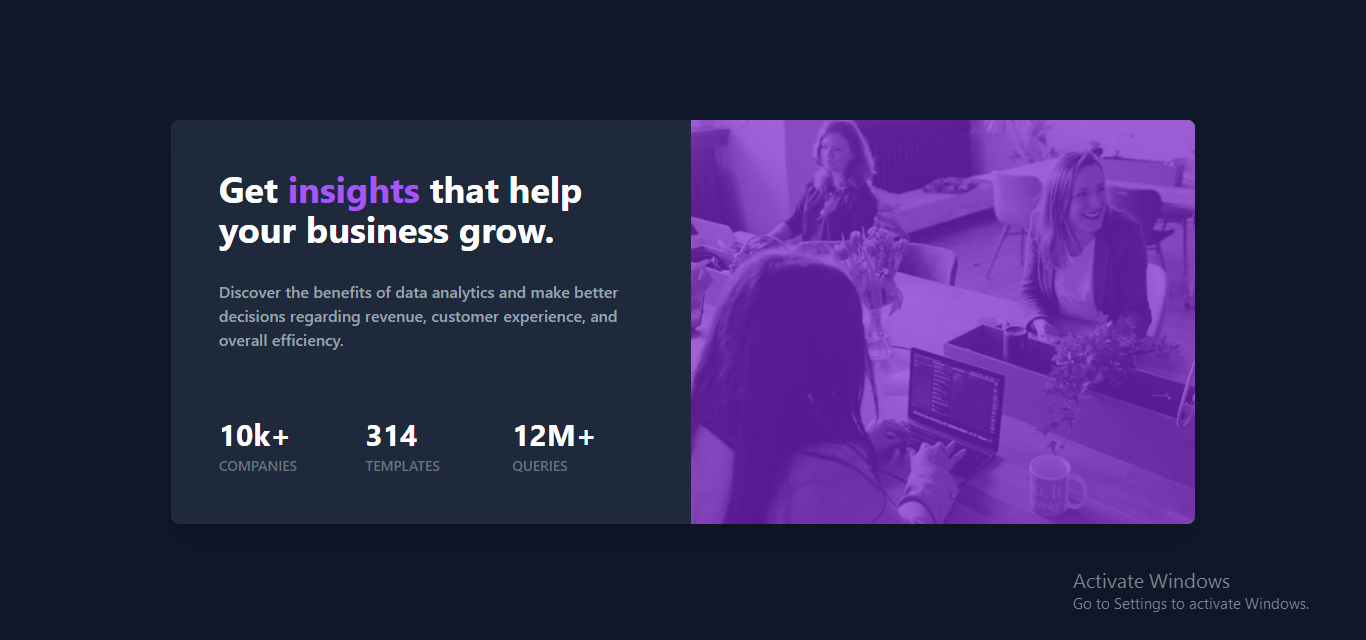 Get insights that help
your business grow.
Discover the benefits of data analytics and make better
decisions regarding revenue, customer experience, and
overall efficiency.
10k+ 314 12M+
COMPANIES TEMPLATES QUERIES
Activate Windows
Go to Settings to activate Windows.